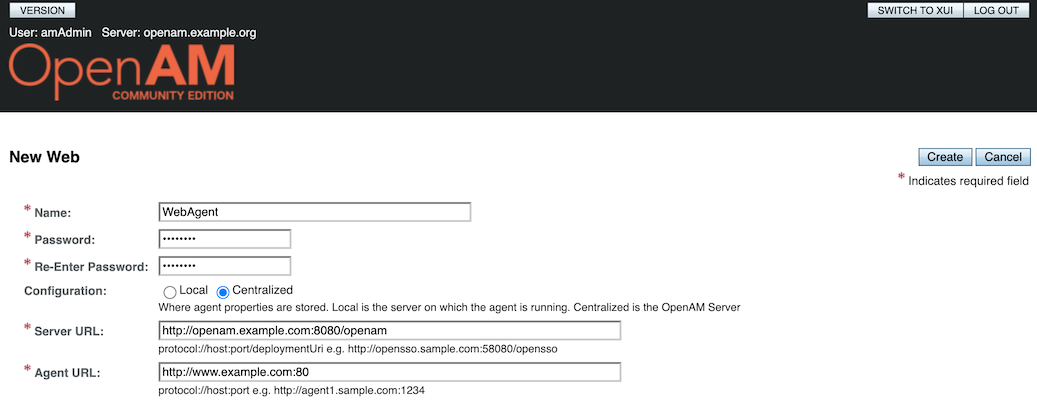 VERSION
SWITCH TO XUI LOG OUT
User: amAdmin Server: openam.example.org
OpenAM
COMMUNITY EDITION
New Web
Create Cancel
* Indicates required field
* Name: WebAgent
* Password: ••••••••
* Re-Enter Password: ••••••••
Configuration: Local Centralized
Where agent properties are stored. Local is the server on which the agent is running. Centralized is the OpenAM Server
* Server URL: http://openam.example.com:8080/openam
protocol://host:port/deploymentUri e.g. http://opensso.sample.com:58080/opensso
* Agent URL: http://www.example.com:80
protocol://host:port e.g. http://agent1.sample.com:1234